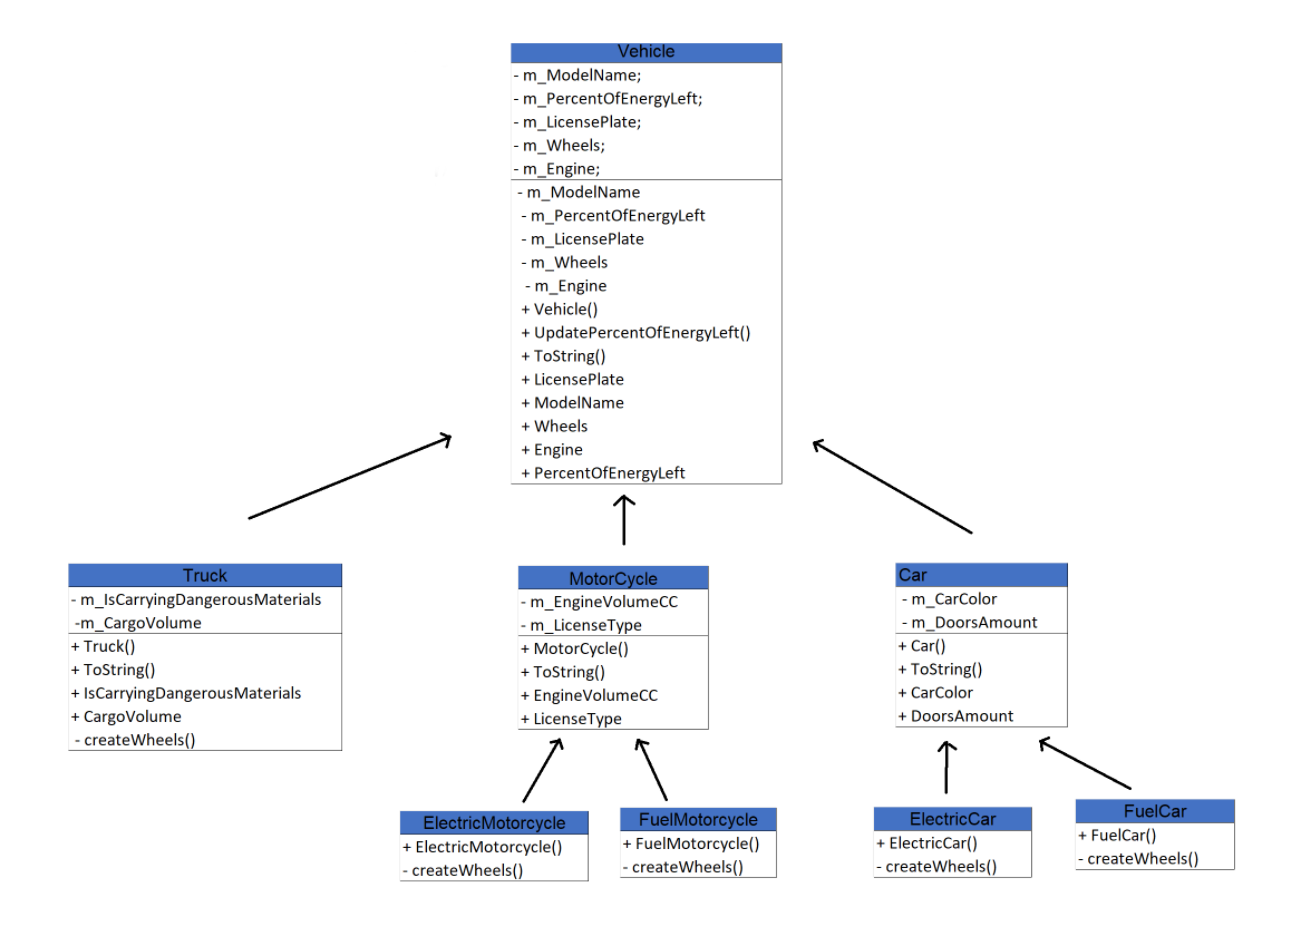 Vehicle
- m_ModelName;
- m_PercentOfEnergyLeft;
- m_LicensePlate;
- m_Wheels;
- m_Engine;
- m_ModelName
- m_PercentOfEnergyLeft
- m_LicensePlate
- m_Wheels
- m_Engine
+ Vehicle()
+ UpdatePercentOfEnergyLeft()
+ ToString()
+ LicensePlate
+ ModelName
+ Wheels
+ Engine
+ PercentOfEnergyLeft
Truck
- m_IsCarryingDangerousMaterials
-m_CargoVolume
+ Truck()
+ ToString()
+ IsCarryingDangerousMaterials
+ CargoVolume
- createWheels()
MotorCycle
- m_EngineVolumeCC
- m_LicenseType
+ MotorCycle()
+ ToString()
+ EngineVolumeCC
+ LicenseType
Car
- m_CarColor
- m_DoorsAmount
+ Car()
+ ToString()
+ CarColor
+ DoorsAmount
ElectricMotorcycle
+ ElectricMotorcycle()
- createWheels()
FuelMotorcycle
+ FuelMotorcycle()
- createWheels()
ElectricCar
+ ElectricCar()
- createWheels()
FuelCar
+ FuelCar()
- createWheels()